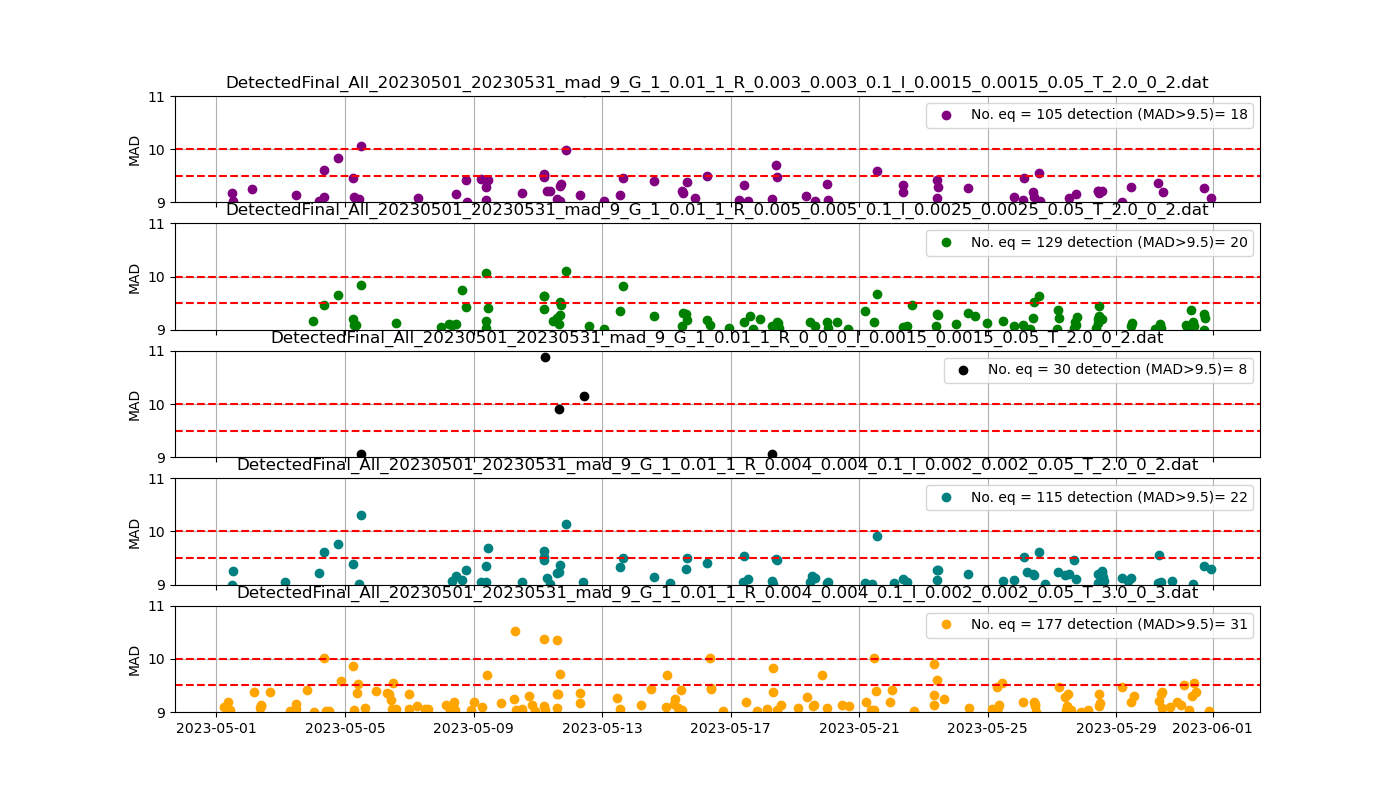 DetectedFinal_All_20230501_20230531_mad_9_G_1_0.01_1_R_0.003_0.003_0.1_I_0.0015_0.0015_0.05_T_2.0_0_2.dat
11
No. eq = 105 detection (MAD>9.5)= 18
MAD
10
9
DetectedFinal_All_20230501_20230531_mad_9_G_1_0.01_1_R_0.005_0.005_0.1_I_0.0025_0.0025_0.05_T_2.0_0_2.dat
11
No. eq = 129 detection (MAD>9.5)= 20
MAD
10
9
DetectedFinal_All_20230501_20230531_mad_9_G_1_0.01_1_R_0_0_0_I_0.0015_0.0015_0.05_T_2.0_0_2.dat
11
No. eq = 30 detection (MAD>9.5)= 8
MAD
10
9
DetectedFinal_All_20230501_20230531_mad_9_G_1_0.01_1_R_0.004_0.004_0.1_I_0.002_0.002_0.05_T_2.0_0_2.dat
11
No. eq = 115 detection (MAD>9.5)= 22
MAD
10
9
DetectedFinal_All_20230501_20230531_mad_9_G_1_0.01_1_R_0.004_0.004_0.1_I_0.002_0.002_0.05_T_3.0_0_3.dat
11
No. eq = 177 detection (MAD>9.5)= 31
MAD
10
9
2023-05-01 2023-05-05 2023-05-09 2023-05-13 2023-05-17 2023-05-21 2023-05-25 2023-05-29 2023-06-01